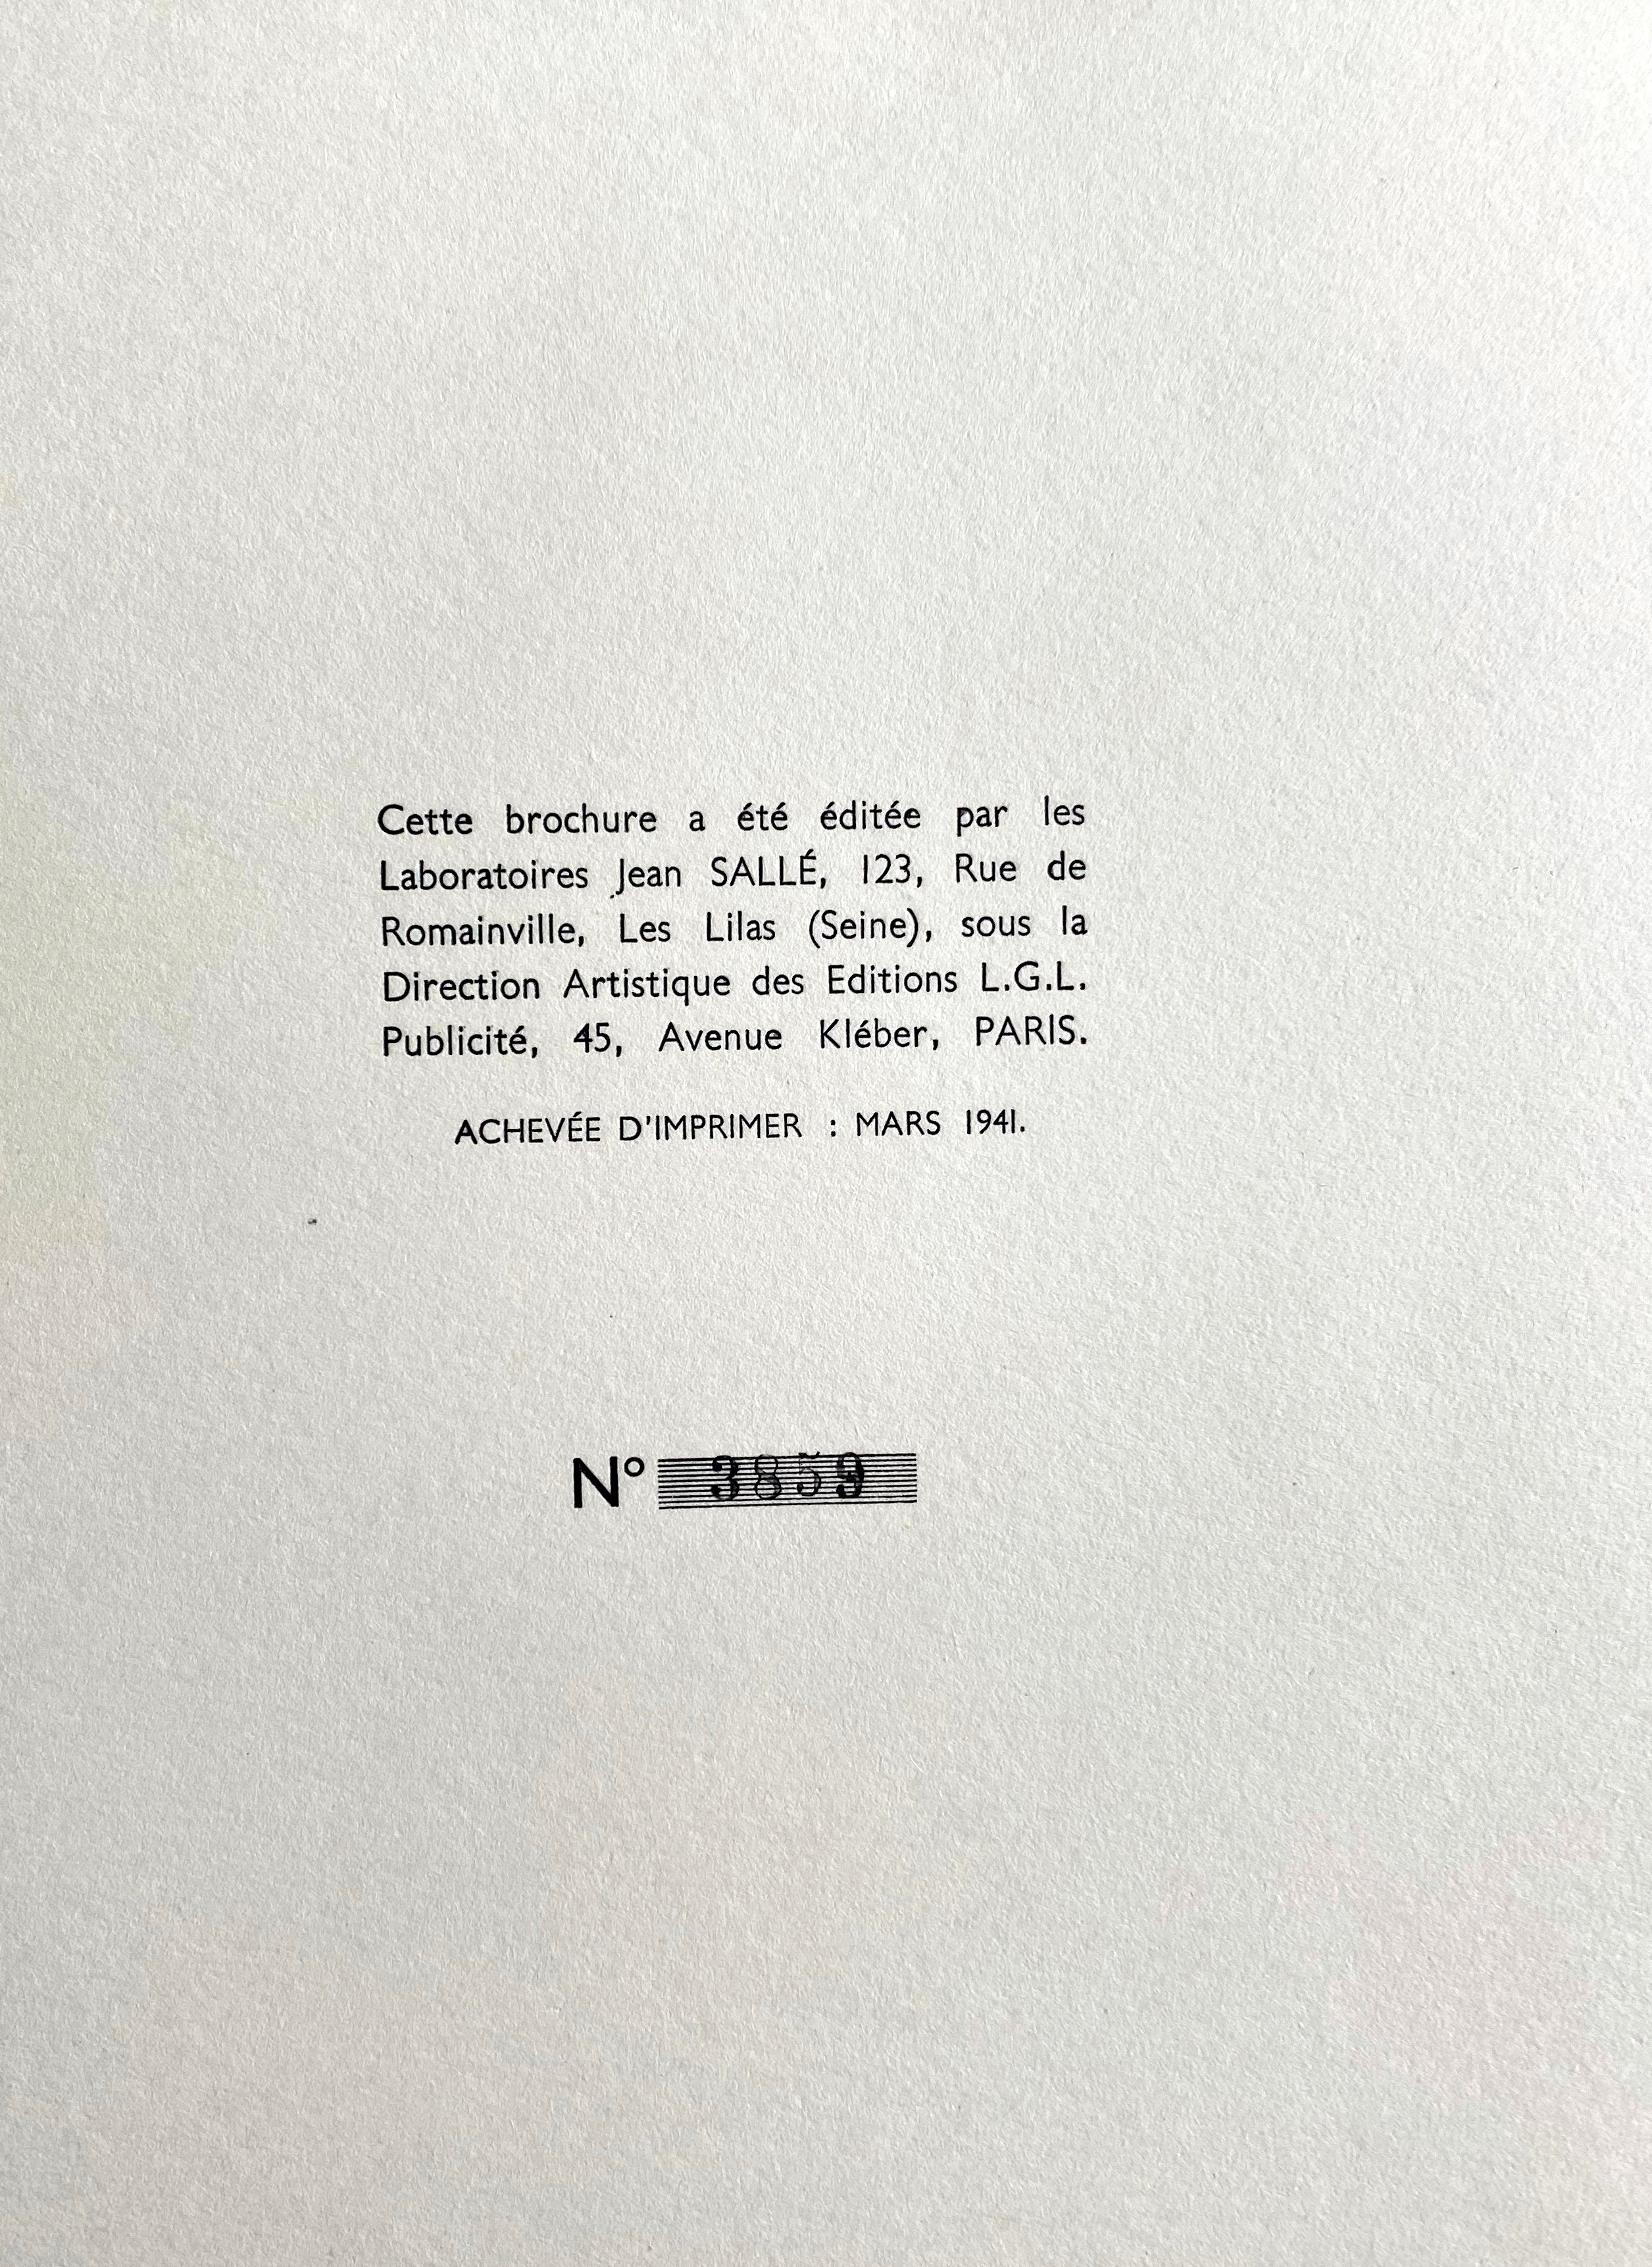 Cette brochure a été éditée par les
Laboratoires Jean SALLÉ, 123, Rue de
Romainville, Les Lilas (Seine), sous la
Direction Artistique des Editions L.G.L.
Publicité, 45, Avenue Kléber, PARIS.
ACHEVÉE D'IMPRIMER : MARS 1941.
N° 3859